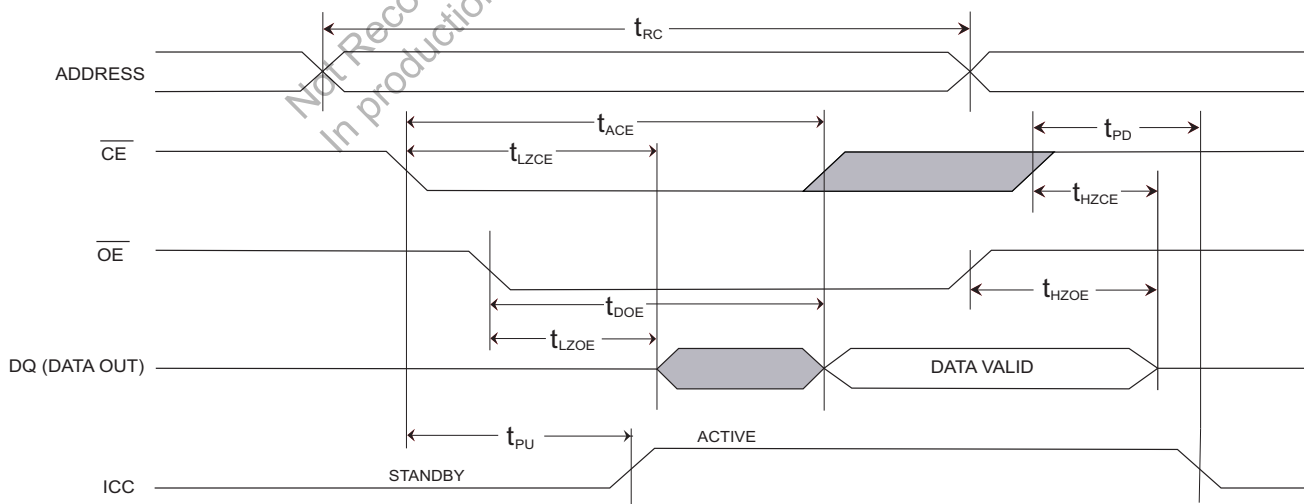 Not Reco
In production
tRC
ADDRESS
tACE
tPD
CE
tLZCE
tHZCE
OE
tHZOE
tDOE
tLZOE
DQ (DATA OUT)
DATA VALID
tPU
ACTIVE
STANDBY
ICC